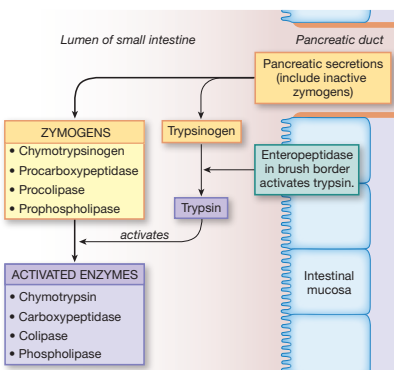 Lumen of small intestine
Pancreatic duct
Pancreatic secretions
(include inactive
zymogens)
ZYMOGENS
• Chymotrypsinogen
• Procarboxypeptidase
• Procolipase
• Prophospholipase
Trypsinogen
Enteropeptidase
in brush border
activates trypsin.
Trypsin
activates
ACTIVATED ENZYMES
• Chymotrypsin
• Carboxypeptidase
• Colipase
• Phospholipase
Intestinal
mucosa